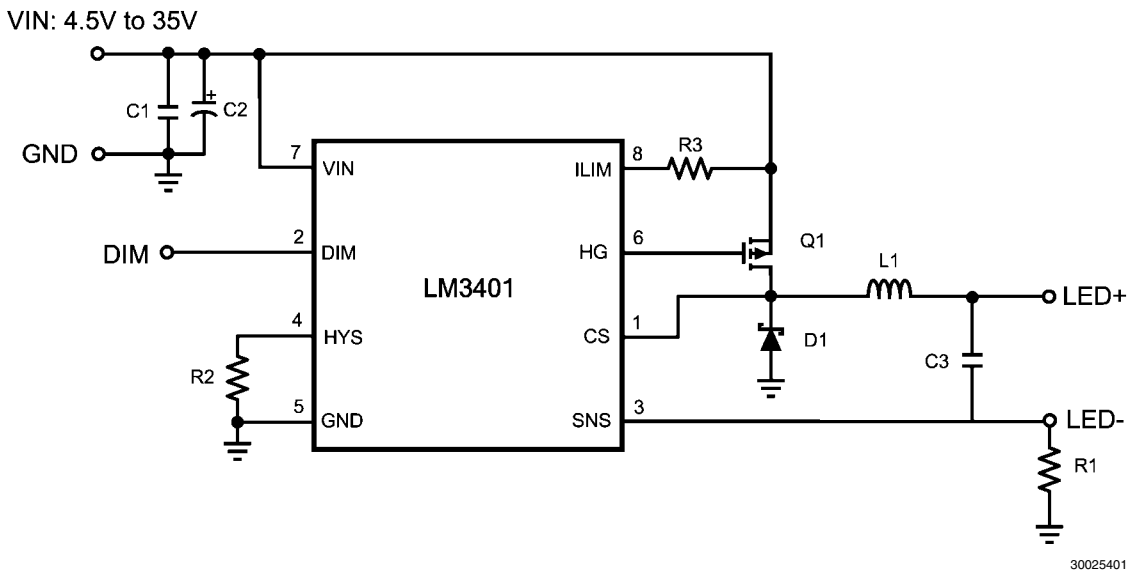 VIN: 4.5V to 35V
C1
+
C2
GND
R3
7
VIN
ILIM
8
Q1
DIM
2
DIM
HG
6
LM3401
L1
LED+
4
HYS
CS
1
D1
C3
R2
5
GND
SNS
3
LED-
R1
30025401